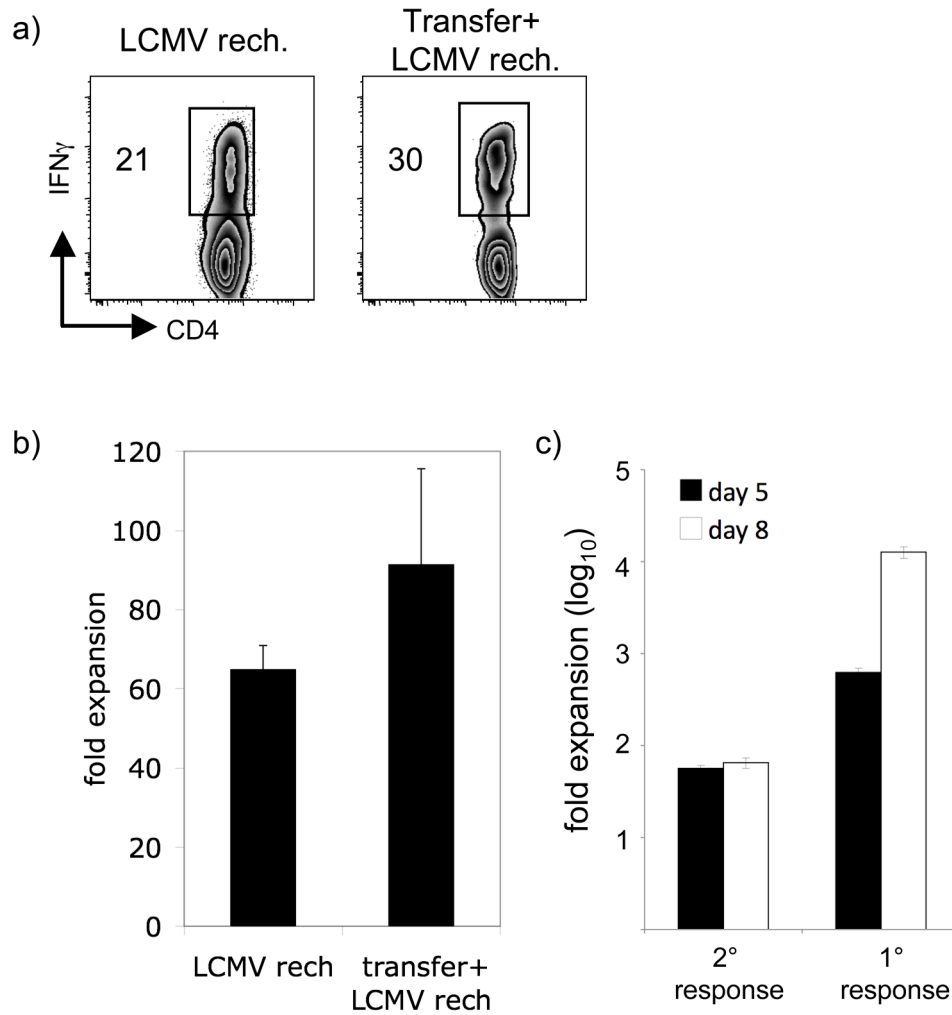 a)
LCMV rech.
Transfer+
LCMV rech.
21
30
IFNγ
CD4
b)
120
100
80
60
40
20
0
fold expansion
LCMV rech
transfer+
LCMV rech
c)
day 5
day 8
5
4
3
2
1
fold expansion (log10)
2°
response
1°
response